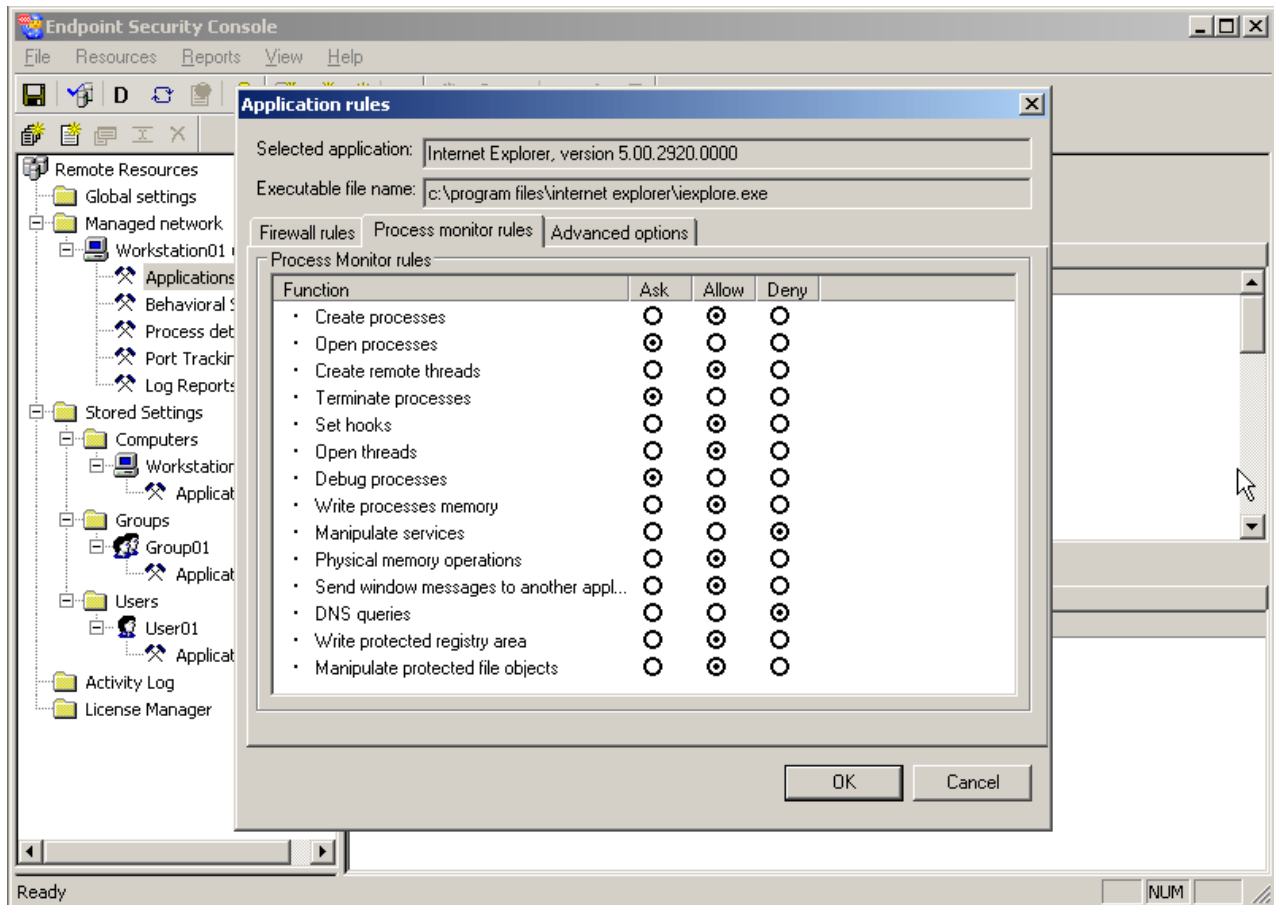 Endpoint Security Console
File Resources Reports View Help
D
Application rules
Selected application: Internet Explorer, version 5.00.2920.0000
Executable file name: c:\program files\internet explorer\iexplore.exe
Firewall rules Process monitor rules Advanced options
Process Monitor rules
Function Ask Allow Deny
Create processes
Open processes
Create remote threads
Terminate processes
Set hooks
Open threads
Debug processes
Write processes memory
Manipulate services
Physical memory operations
Send window messages to another appl...
DNS queries
Write protected registry area
Manipulate protected file objects
OK Cancel
Remote Resources
Global settings
Managed network
Workstation01
Applications
Behavioral
Process det
Port Trackin
Log Reports
Stored Settings
Computers
Workstation
Applicat
Groups
Group01
Applicat
Users
User01
Applicat
Activity Log
License Manager
Ready NUM